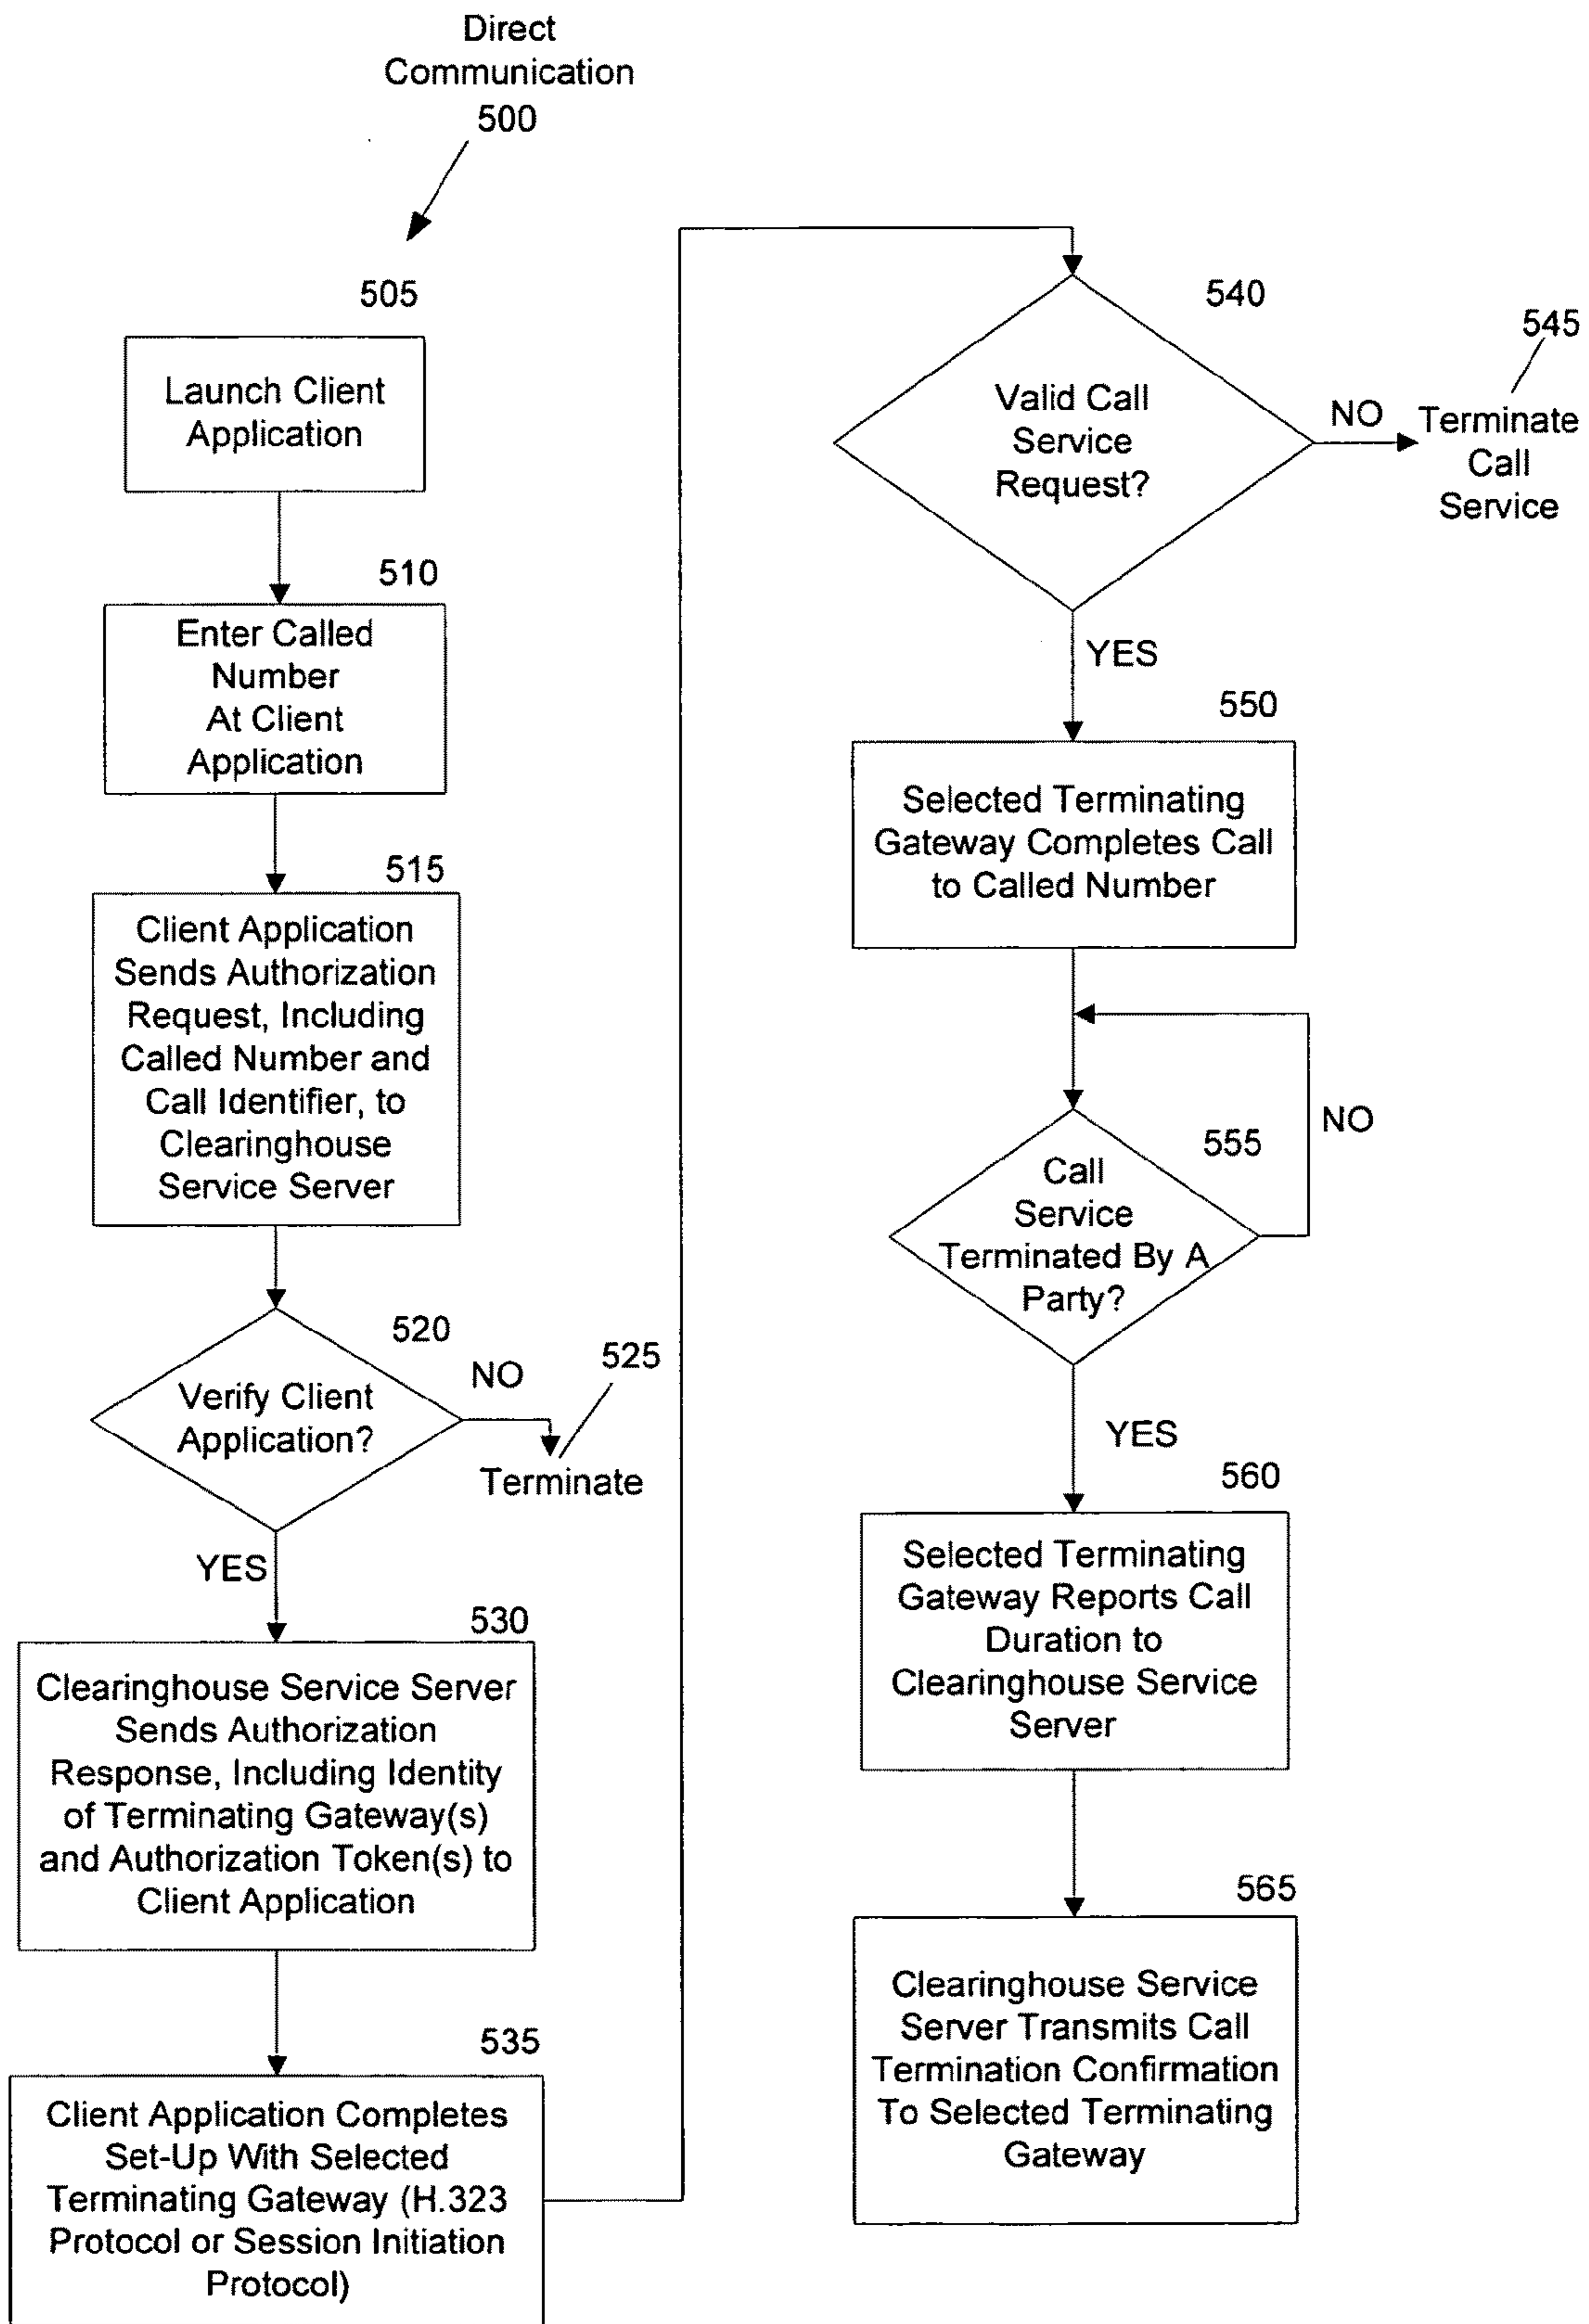 Direct
Communication
500
505
Launch Client
Application
510
Enter Called
Number
At Client
Application
515
Client Application
Sends Authorization
Request, Including
Called Number and
Call Identifier, to
Clearinghouse
Service Server
520
Verify Client
Application?
NO
525
Terminate
YES
530
Clearinghouse Service Server
Sends Authorization
Response, Including Identity
of Terminating Gateway(s)
and Authorization Token(s) to
Client Application
535
Client Application Completes
Set-Up With Selected
Terminating Gateway (H.323
Protocol or Session Initiation
Protocol)
540
Valid Call
Service
Request?
NO
545
Terminate
Call
Service
YES
550
Selected Terminating
Gateway Completes Call
to Called Number
555
Call
Service
Terminated By A
Party?
NO
YES
560
Selected Terminating
Gateway Reports Call
Duration to
Clearinghouse Service
Server
565
Clearinghouse Service
Server Transmits Call
Termination Confirmation
To Selected Terminating
Gateway